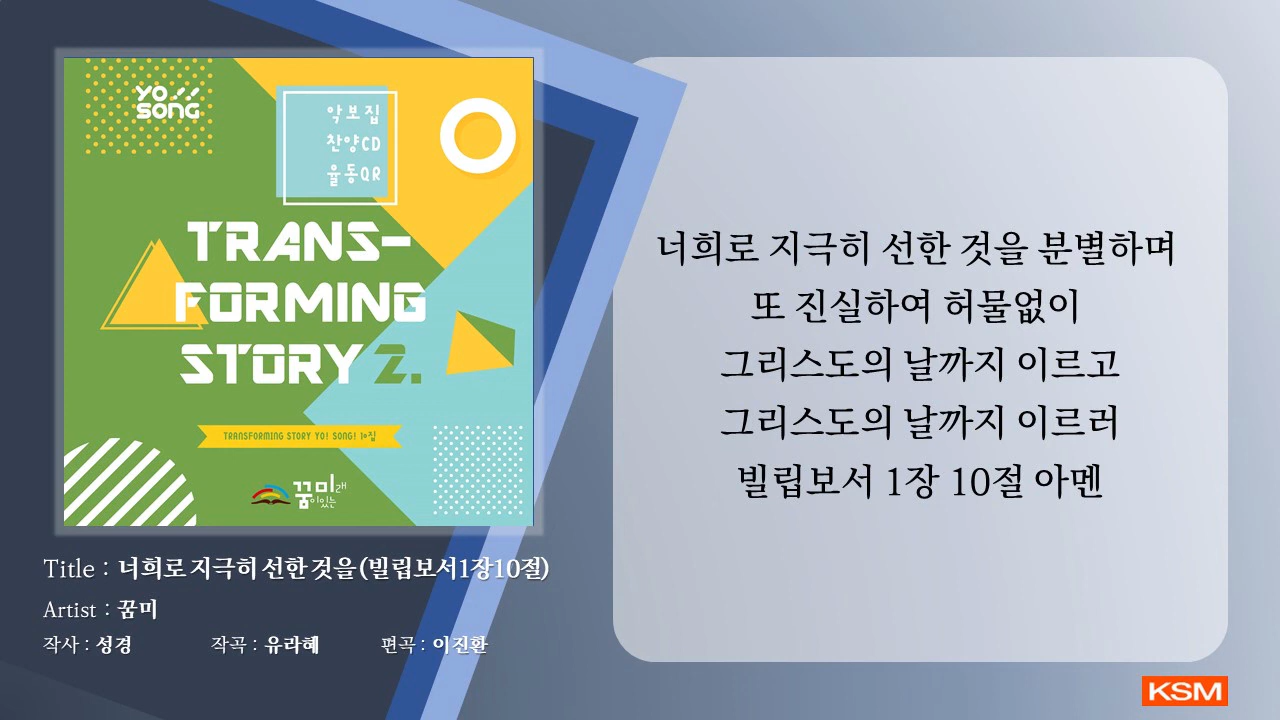 YO!!
SONG
악보집
찬양CD
율동QR
TRANS-
FORMING
STORY 2.
TRANSFORMING STORY YO! SONG! 10집
꿈이있는미래
Title : 너희로 지극히 선한 것을 (빌립보서1장10절)
Artist : 꿈미
작사 : 성경 작곡 : 유라혜 편곡 : 이진환
너희로 지극히 선한 것을 분별하며
또 진실하여 허물없이
그리스도의 날까지 이르고
그리스도의 날까지 이르러
빌립보서 1장 10절 아멘
KSM